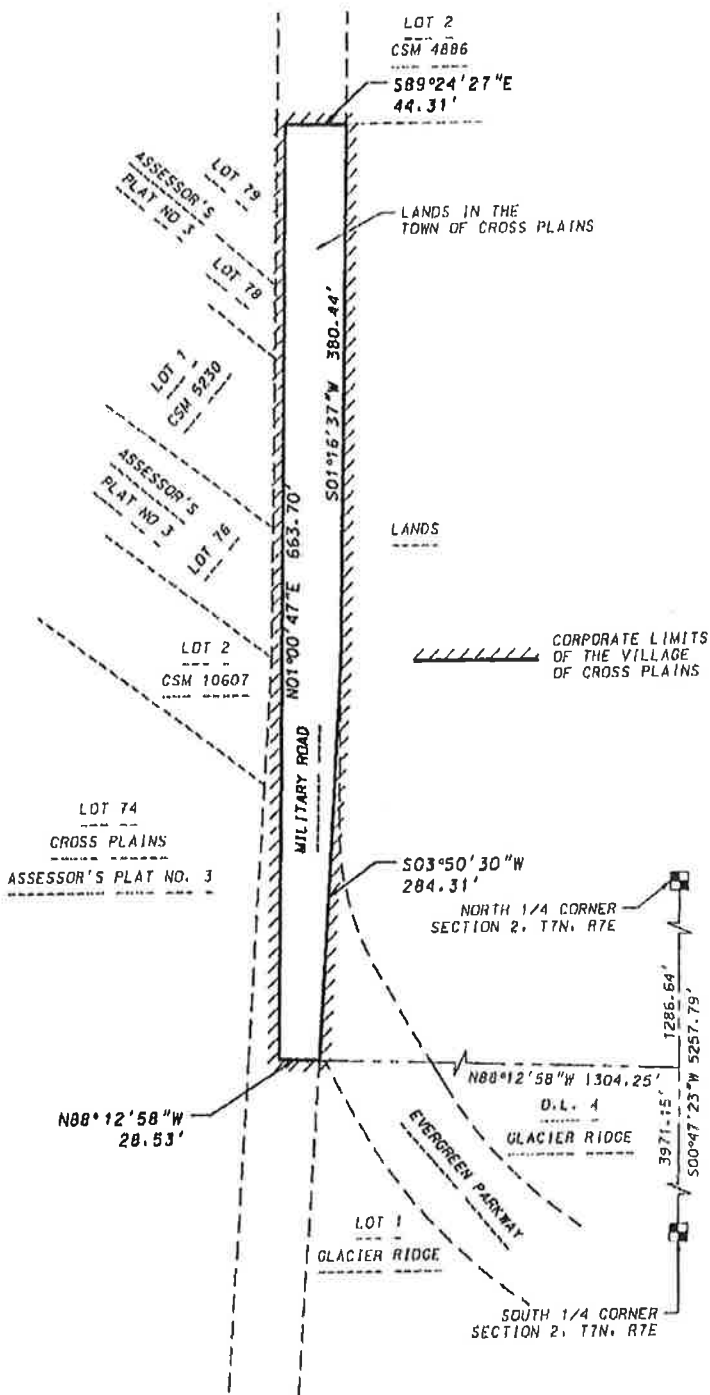 LOT 2
CSM 4886
S89°24'27"E
44.31'
LOT 79
ASSESSOR'S
PLAT NO 3
LOT 78
LANDS IN THE
TOWN OF CROSS PLAINS
S01°16'37"W 380.44'
LOT 1
CSM 5230
ASSESSOR'S
PLAT NO 3
LOT 76
N01°00'47"E 663.70'
LANDS
LOT 2
CSM 10607
CORPORATE LIMITS
OF THE VILLAGE
OF CROSS PLAINS
MILITARY ROAD
LOT 74
CROSS PLAINS
ASSESSOR'S PLAT NO. 3
S03°50'30"W
284.31'
NORTH 1/4 CORNER
SECTION 2, T7N, R7E
1286.64'
S00°47'23"W 5257.79'
3971.15'
N88°12'58"W 1304.25'
N88°12'58"W
28.53'
O.L. 4
GLACIER RIDGE
EVERGREEN PARKWAY
LOT 1
GLACIER RIDGE
SOUTH 1/4 CORNER
SECTION 2, T7N, R7E